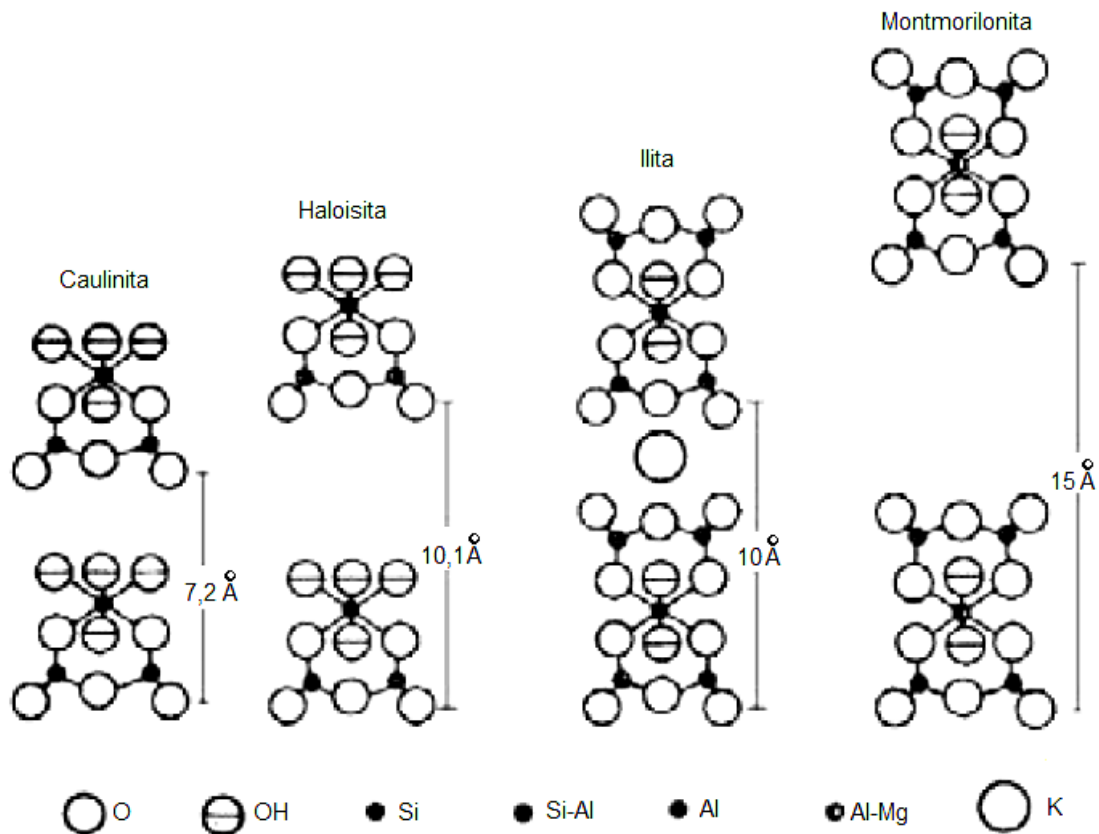 Montmorilonita
Ilita
Haloisita
Caulinita
7,2 Å
10,1 Å
10 Å
15 Å
O OH Si Si-Al Al Al-Mg K